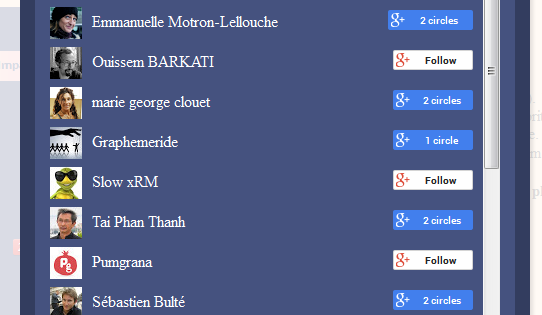 Emmanuelle Motron-Lellouche
g+ 2 circles
Ouissem BARKATI
g+ Follow
marie george clouet
g+ 2 circles
Graphemeride
g+ 1 circle
Slow xRM
g+ Follow
Tai Phan Thanh
g+ 2 circles
Pumgrana
Pg
g+ Follow
Sébastien Bulté
g+ 2 circles